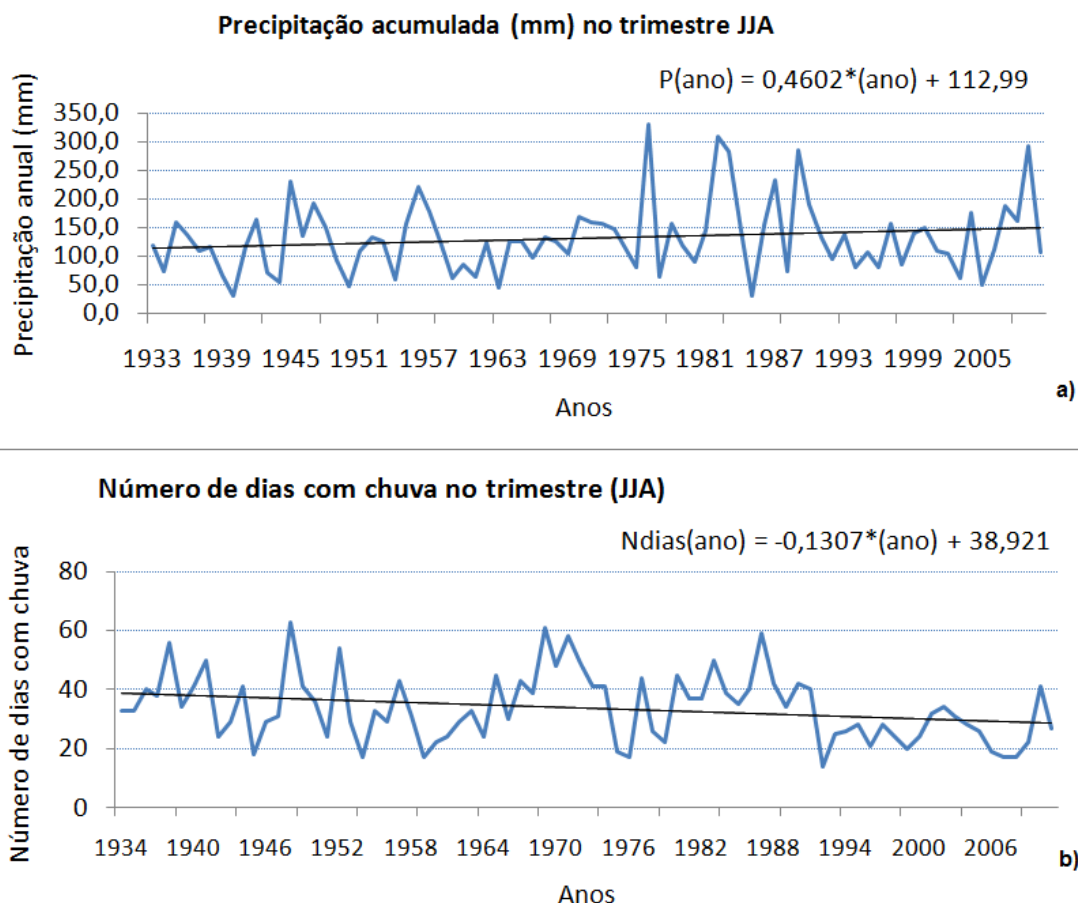 Precipitação acumulada (mm) no trimestre JJA
P(ano) = 0,4602*(ano) + 112,99
Precipitação anual (mm)
350,0
300,0
250,0
200,0
150,0
100,0
50,0
0,0
1933 1939 1945 1951 1957 1963 1969 1975 1981 1987 1993 1999 2005
Anos
a)
Número de dias com chuva no trimestre (JJA)
Ndias(ano) = -0,1307*(ano) + 38,921
Número de dias com chuva
80
60
40
20
0
1934 1940 1946 1952 1958 1964 1970 1976 1982 1988 1994 2000 2006
Anos
b)